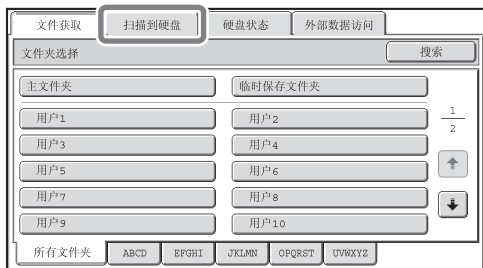 文件获取 扫描到硬盘 硬盘状态 外部数据访问
文件夹选择 搜索
主文件夹 临时保存文件夹
用户1 用户2
用户3 用户4
用户5 用户6
用户7 用户8
用户9 用户10
1
2
所有文件夹 ABCD EFGHI JKLMN OPQRST UVWXYZ